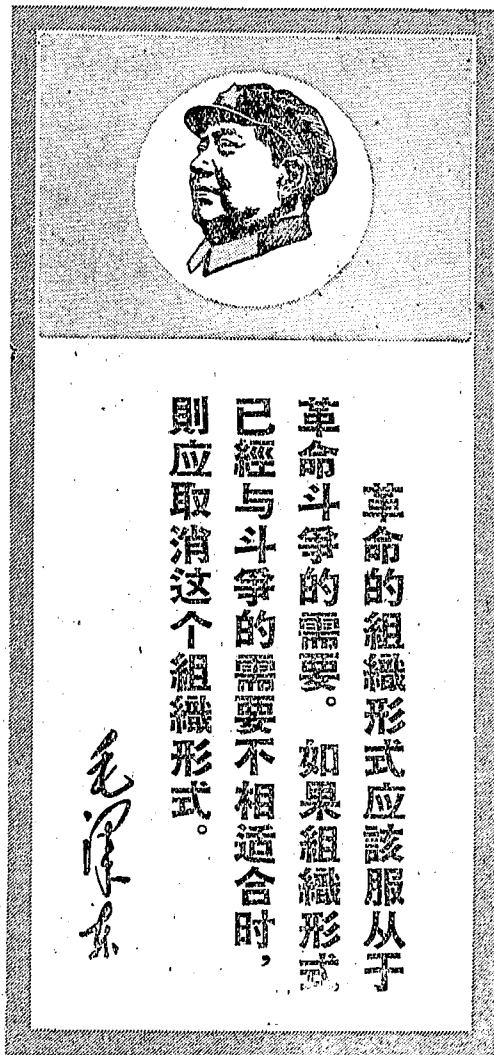 革命的組織形式应該服从于
革命斗爭的需要。如果組織形式
已經与斗爭的需要不相适合时，
則应取消这个組織形式。
毛泽东